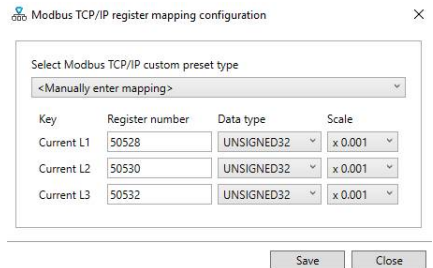 Modbus TCP/IP register mapping configuration
Select Modbus TCP/IP custom preset type
<Manually enter mapping>
Key Register number Data type Scale
Current L1 50528 UNSIGNED32 x 0.001
Current L2 50530 UNSIGNED32 x 0.001
Current L3 50532 UNSIGNED32 x 0.001
Save Close